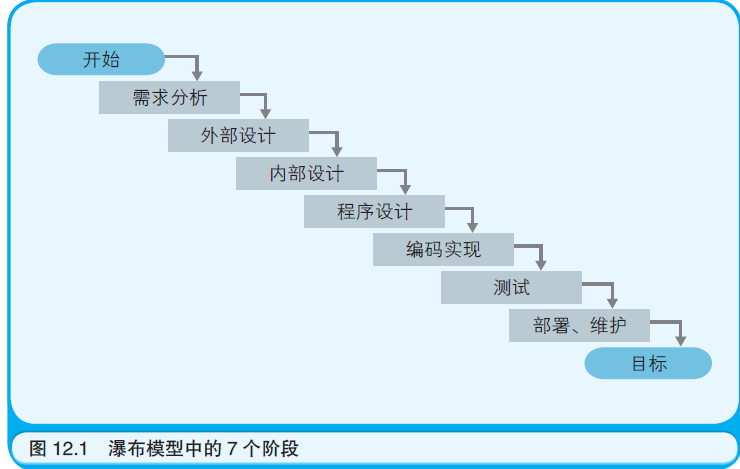 开始
需求分析
外部设计
内部设计
程序设计
编码实现
测试
部署、维护
目标
图 12.1 瀑布模型中的 7 个阶段